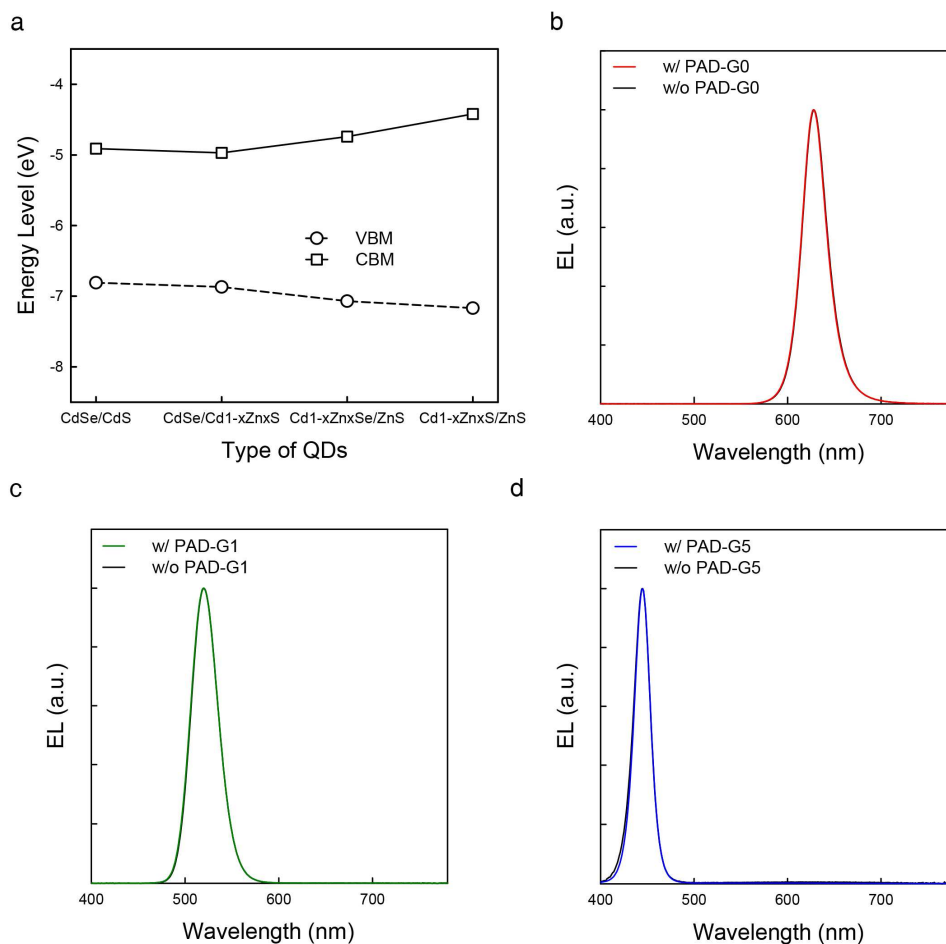 a
-4
-5
-6
-7
-8
Energy Level (eV)
VBM
CBM
CdSe/CdS
CdSe/Cd1-xZnxS
Cd1-xZnxSe/ZnS
Cd1-xZnxS/ZnS
Type of QDs
b
w/ PAD-G0
w/o PAD-G0
EL (a.u.)
400 500 600 700
Wavelength (nm)
c
w/ PAD-G1
w/o PAD-G1
EL (a.u.)
400 500 600 700
Wavelength (nm)
d
w/ PAD-G5
w/o PAD-G5
EL (a.u.)
400 500 600 700
Wavelength (nm)